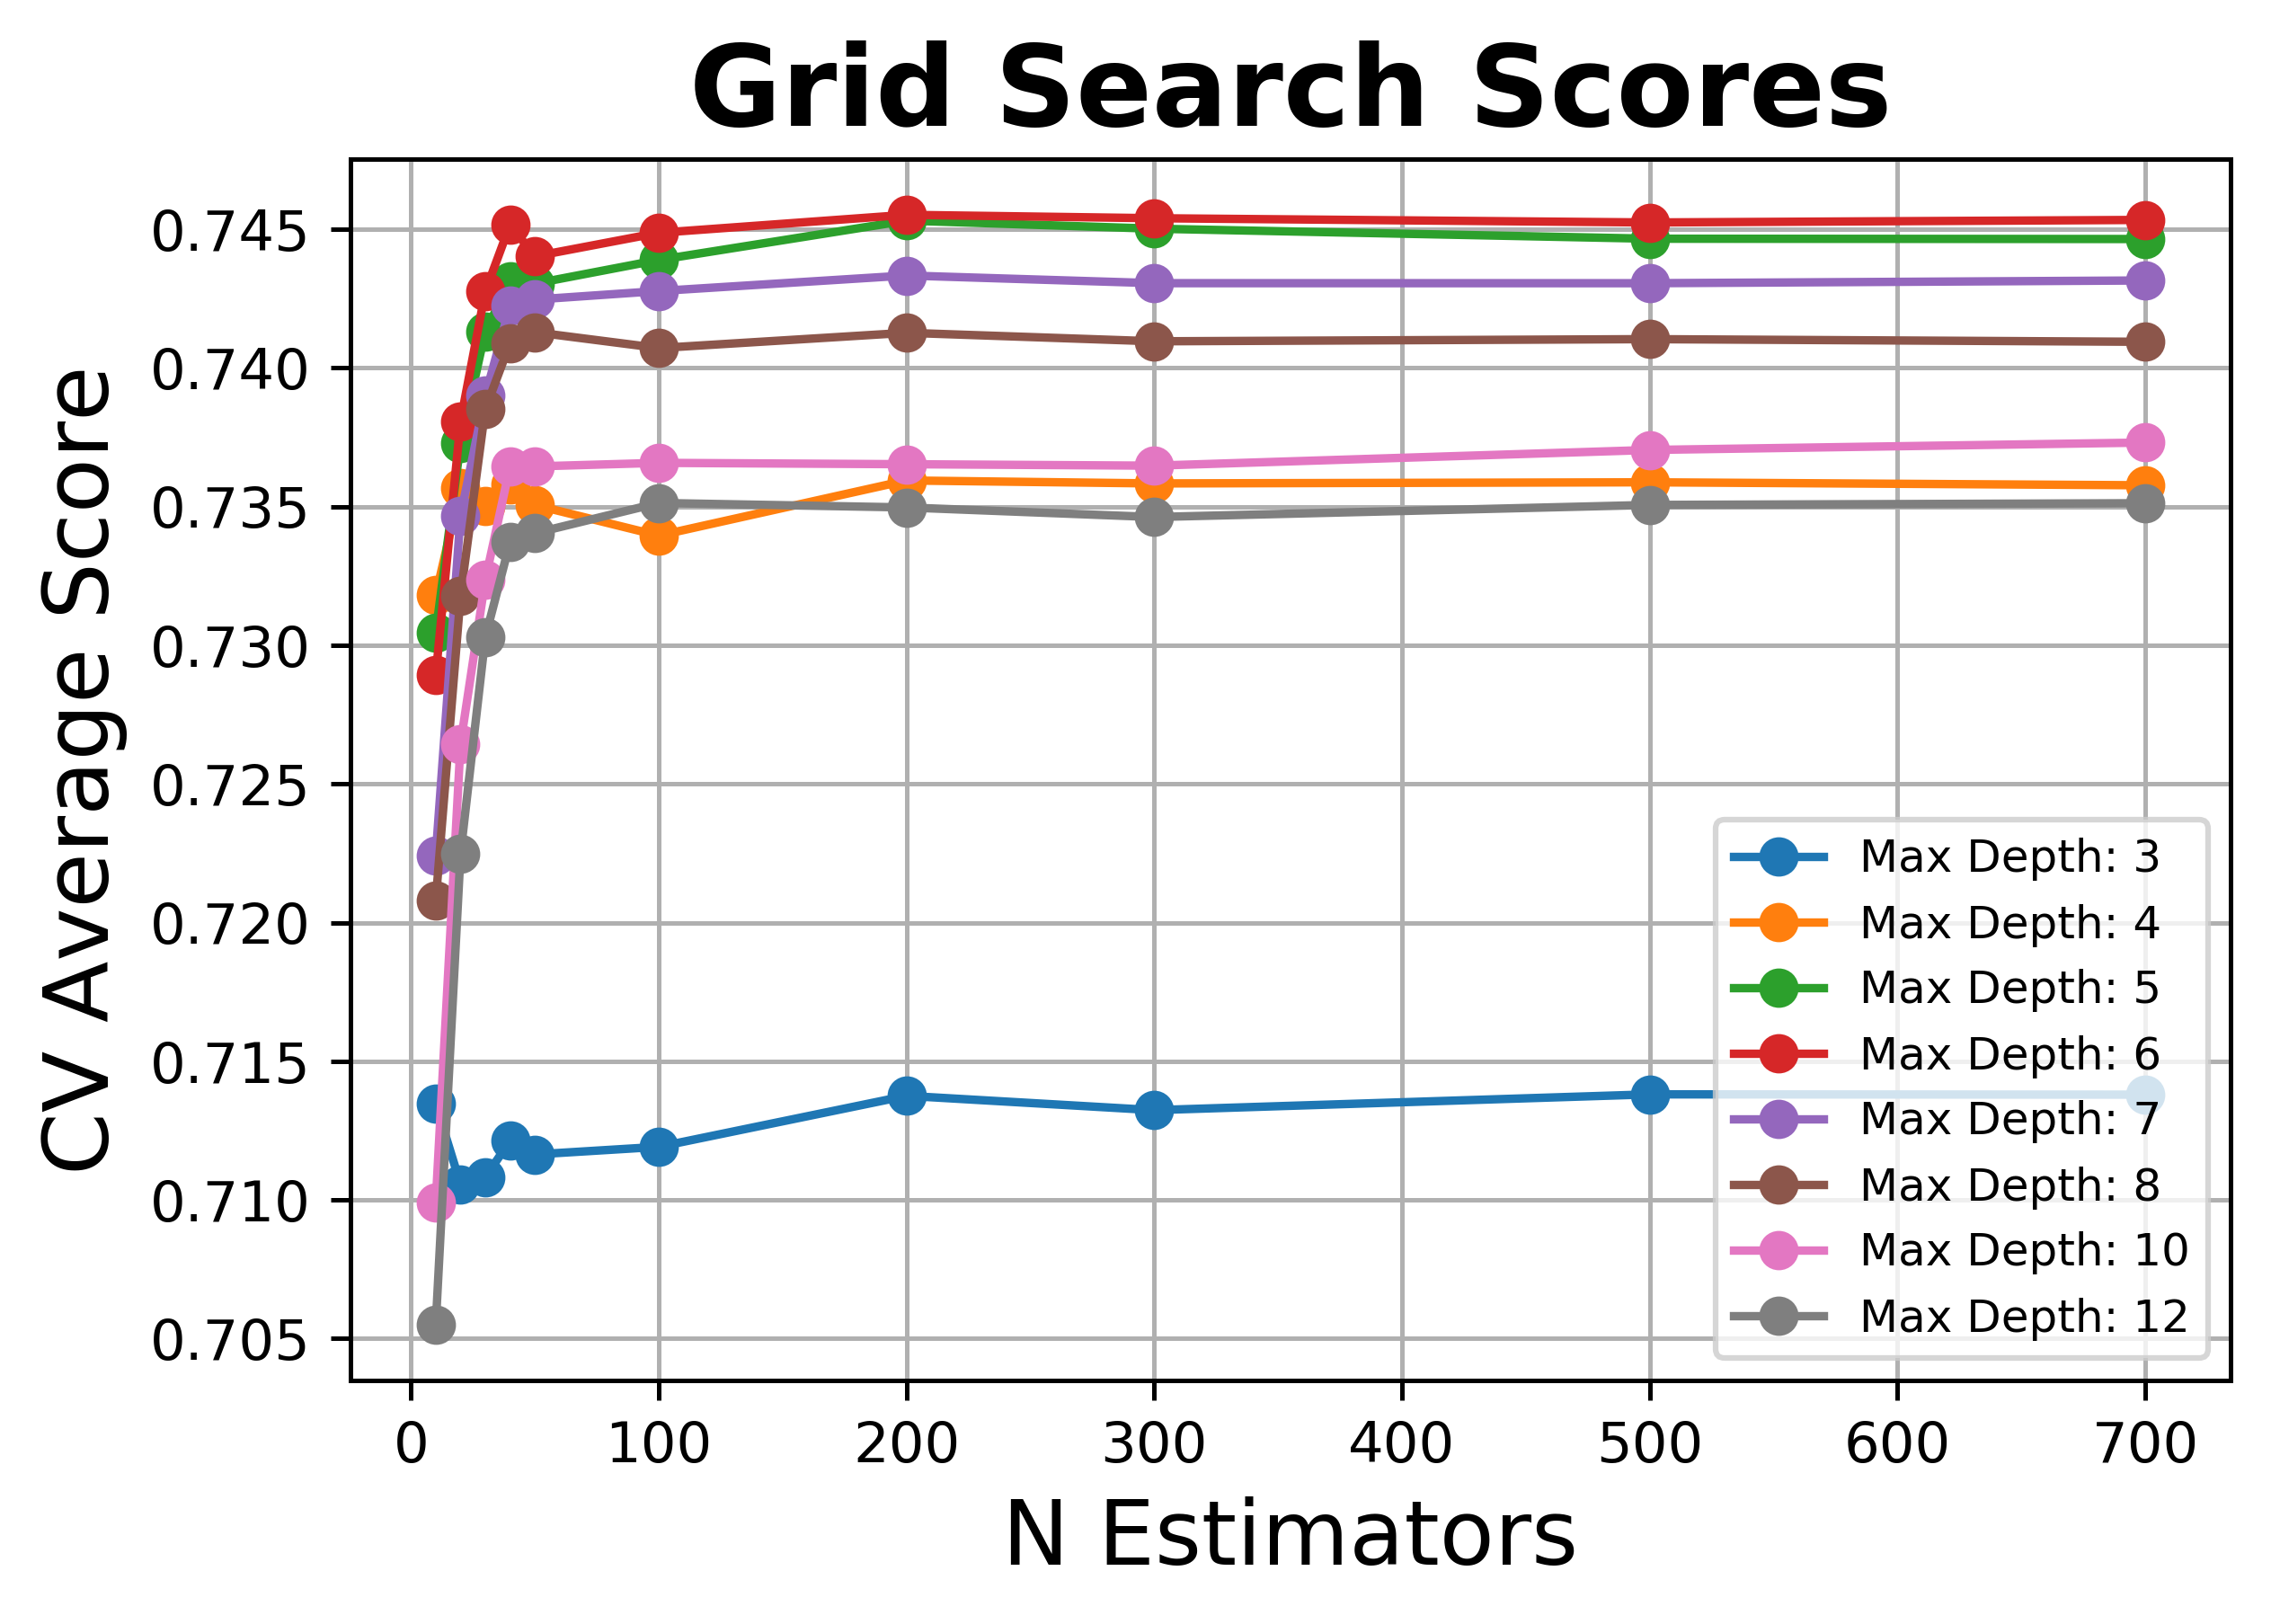 Grid Search Scores
CV Average Score
0.745
0.740
0.735
0.730
0.725
0.720
0.715
0.710
0.705
Max Depth: 3
Max Depth: 4
Max Depth: 5
Max Depth: 6
Max Depth: 7
Max Depth: 8
Max Depth: 10
Max Depth: 12
0 100 200 300 400 500 600 700
N Estimators